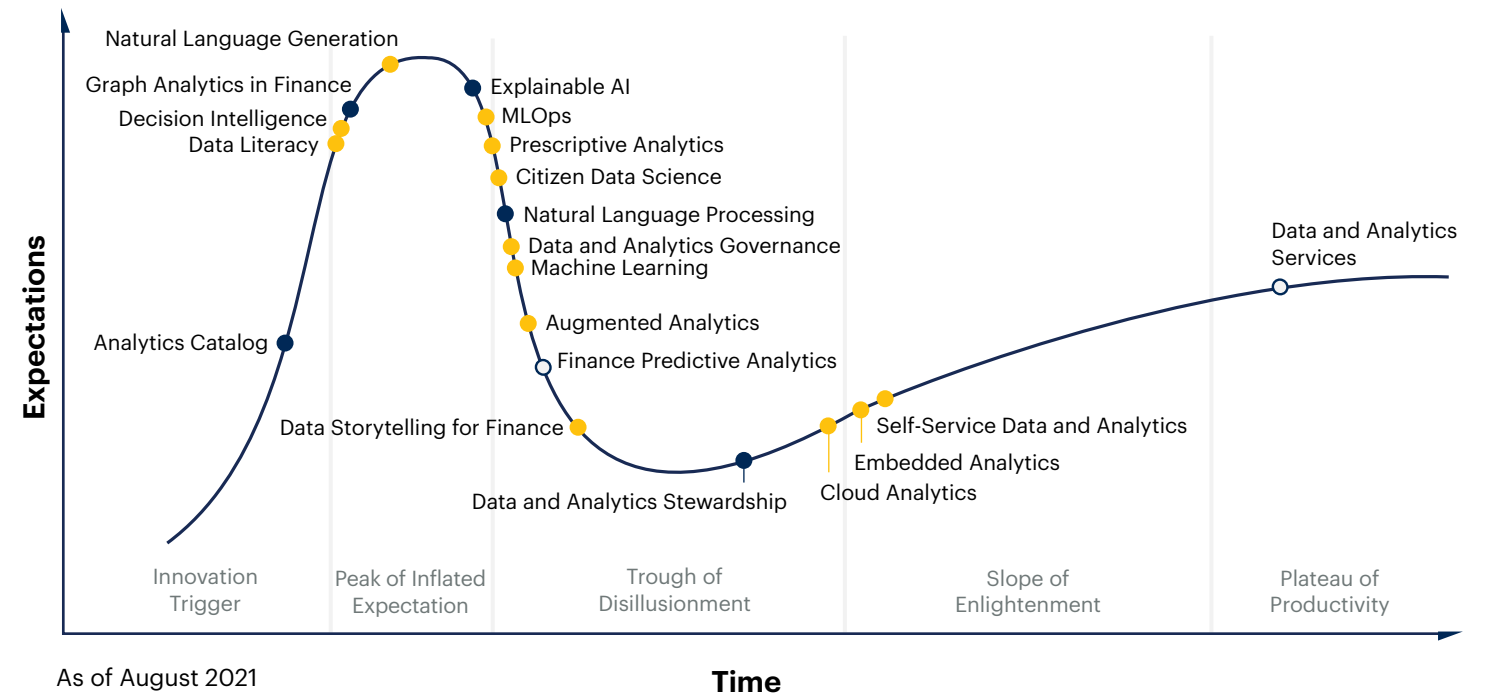 Natural Language Generation
Graph Analytics in Finance
Decision Intelligence
Data Literacy
Analytics Catalog
Explainable AI
MLOps
Prescriptive Analytics
Citizen Data Science
Natural Language Processing
Data and Analytics Governance
Machine Learning
Augmented Analytics
Finance Predictive Analytics
Data Storytelling for Finance
Data and Analytics Stewardship
Cloud Analytics
Embedded Analytics
Self-Service Data and Analytics
Data and Analytics
Services
Expectations
Innovation
Trigger
Peak of Inflated
Expectation
Trough of
Disillusionment
Slope of
Enlightenment
Plateau of
Productivity
As of August 2021
Time